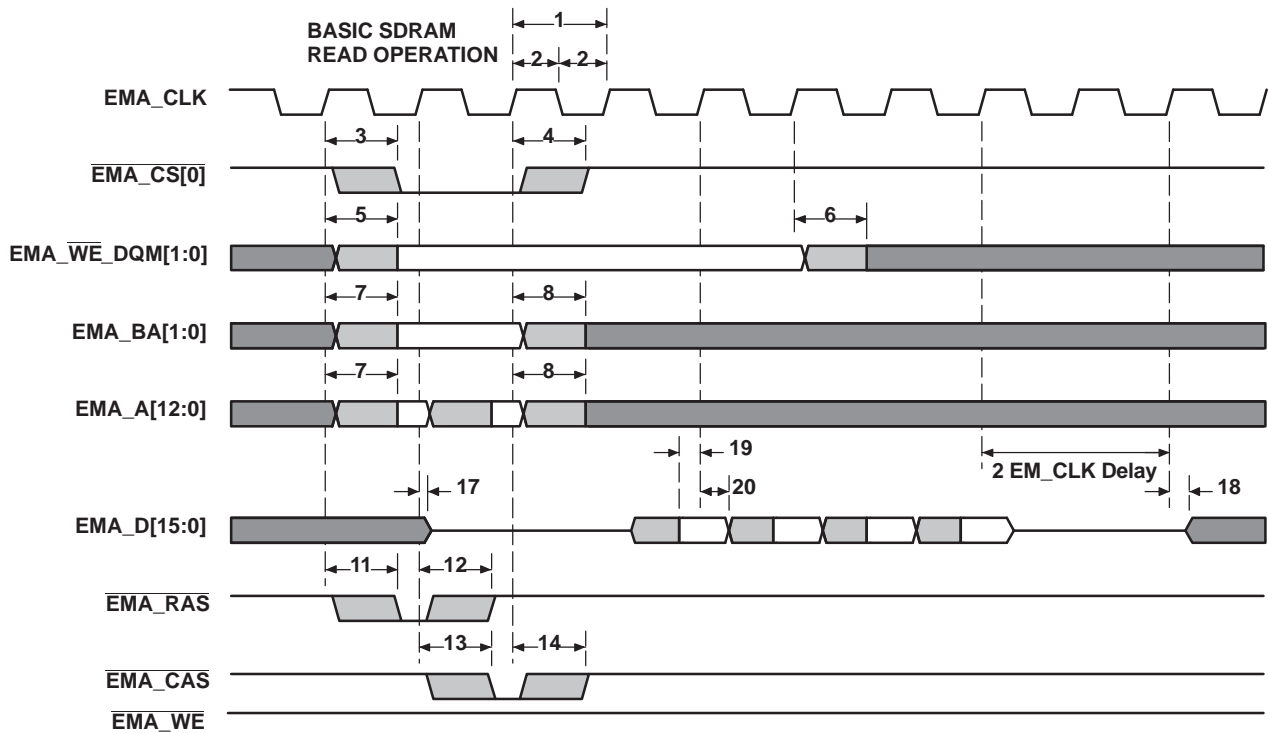 BASIC SDRAM
READ OPERATION
1
2 2
EMA_CLK
3 4
EMA_CS[0]
5 6
EMA_WE_DQM[1:0]
7 8
EMA_BA[1:0]
7 8
EMA_A[12:0]
19
2 EM_CLK Delay
17 20 18
EMA_D[15:0]
11 12
EMA_RAS
13 14
EMA_CAS
EMA_WE